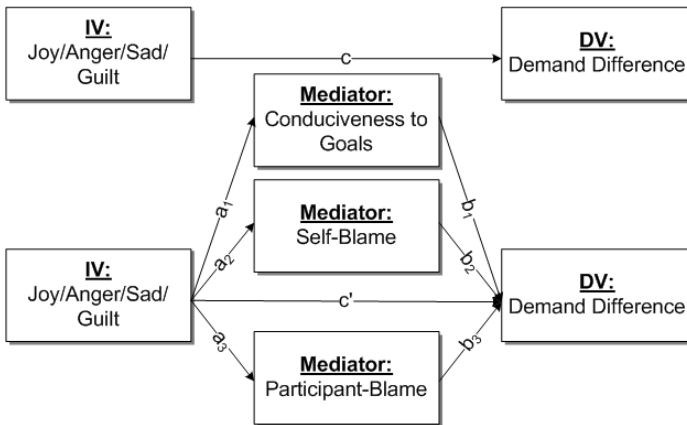 IV:
Joy/Anger/Sad/
Guilt
c
DV:
Demand Difference
Mediator:
Conduciveness to
Goals
a₁
b₁
Mediator:
Self-Blame
a₂
b₂
IV:
Joy/Anger/Sad/
Guilt
c'
DV:
Demand Difference
a₃
b₃
Mediator:
Participant-Blame